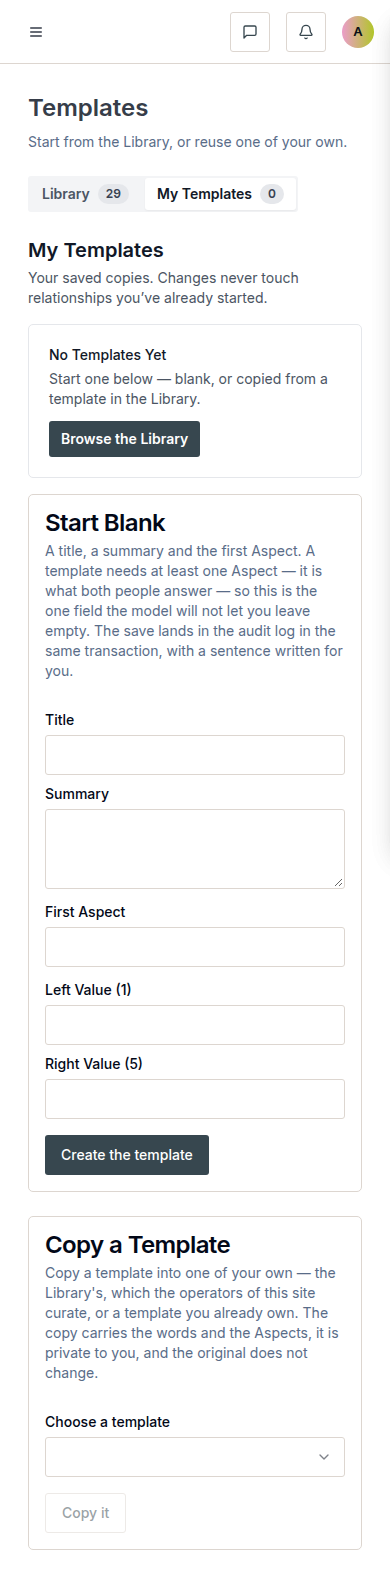 A
Templates
Start from the Library, or reuse one of your own.
Library 29 My Templates 0
My Templates
Your saved copies. Changes never touch
relationships you’ve already started.
No Templates Yet
Start one below — blank, or copied from a
template in the Library.
Browse the Library
Start Blank
A title, a summary and the first Aspect. A
template needs at least one Aspect — it is
what both people answer — so this is the
one field the model will not let you leave
empty. The save lands in the audit log in the
same transaction, with a sentence written for
you.
Title
Summary
First Aspect
Left Value (1)
Right Value (5)
Create the template
Copy a Template
Copy a template into one of your own — the
Library's, which the operators of this site
curate, or a template you already own. The
copy carries the words and the Aspects, it is
private to you, and the original does not
change.
Choose a template
Copy it